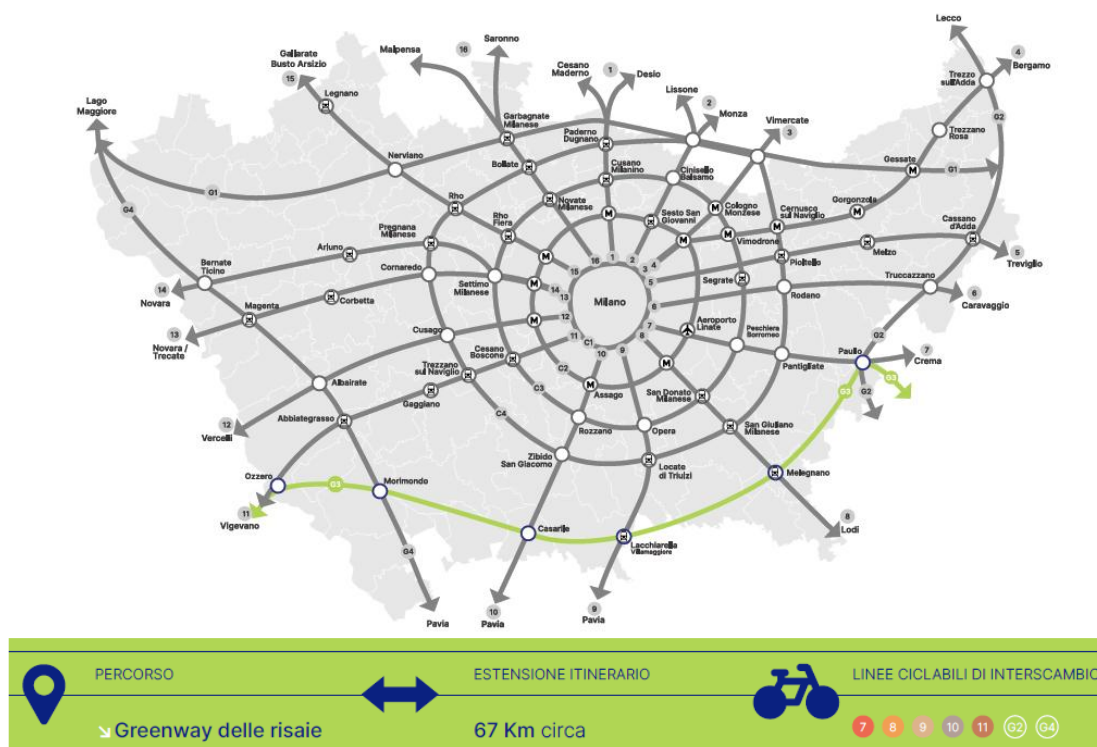 Lecco
4
Bergamo
Saronno
16
Malpensa
Gallarate
Busto Arsizio
15
Cesano
Maderno
1
Desio
Lissone
2
Monza
Vimercate
3
Trezzo
sull'Adda
G2
Lago
Maggiore
Legnano
Garbagnate
Milanese
Paderno
Dugnano
Trezzano
Rosa
Nerviano
Bollate
Cusano
Milanino
Cinisello
Balsamo
Gessate
G1
G1
G4
Rho
Rho
Fiera
Novate
Milanese
M
Sesto San
Giovanni
M
Cologno
Monzese
Cernusco
sul Naviglio
Gorgonzola
M
M
Cassano
d'Adda
Pregnana
Milanese
Arluno
M
M
M
Vimodrone
M
Pioltello
Melzo
5
Treviglio
Bernate
Ticino
Cornaredo
Settimo
Milanese
M
16
1
2
3
4
15
14
13
5
6
Milano
Segrate
Rodano
Truccazzano
6
Caravaggio
14
Novara
Magenta
Corbetta
Cusago
M
12
11
C1
10
9
8
7
Aeroporto
Linate
Peschiera
Borromeo
G2
13
Novara /
Trecate
Cesano
Boscone
Trezzano
sul Naviglio
C2
C3
C4
M
Assago
M
Pantigliate
Paullo
7
Crema
G3
G3
G2
Albairate
Gaggiano
San Donato
Milanese
12
Vercelli
Abbiategrasso
Rozzano
Opera
San Giuliano
Milanese
Zibido
San Giacomo
Locate
di Triulzi
Melegnano
Ozzero
G3
Morimondo
11
Vigevano
Casarile
Lacchiarella
Villamaggiore
8
Lodi
G4
Pavia
10
Pavia
9
Pavia
PERCORSO
Greenway delle risaie
ESTENSIONE ITINERARIO
67 Km circa
LINEE CICLABILI DI INTERSCAMBIO
7 8 9 10 11 G2 G4